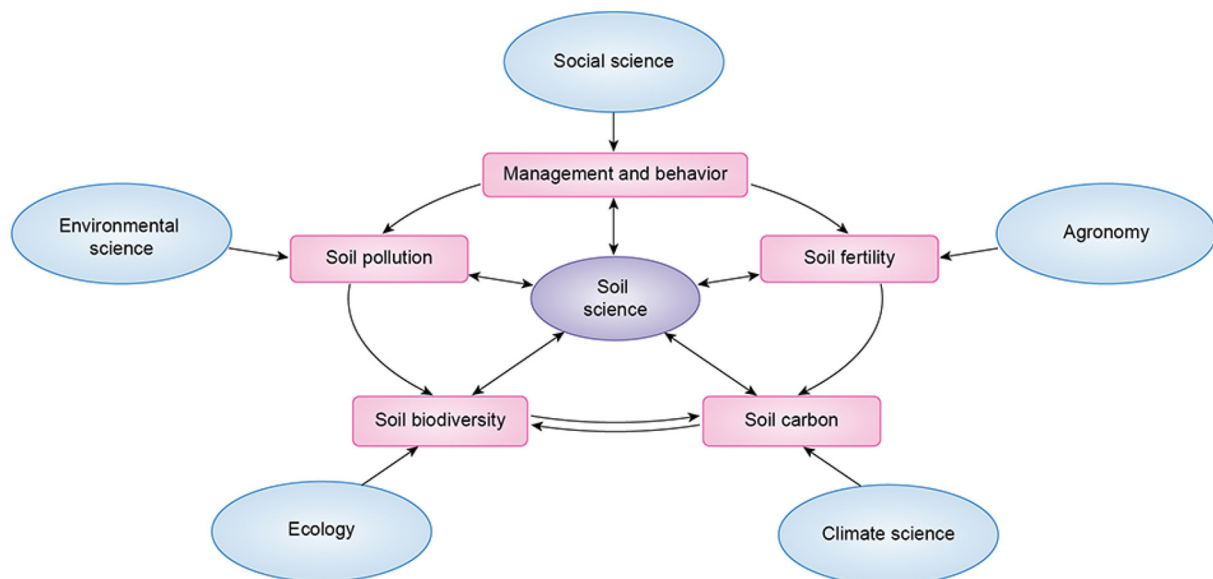 Social science
Management and behavior
Environmental
science
Agronomy
Soil pollution
Soil fertility
Soil
science
Soil biodiversity
Soil carbon
Ecology
Climate science